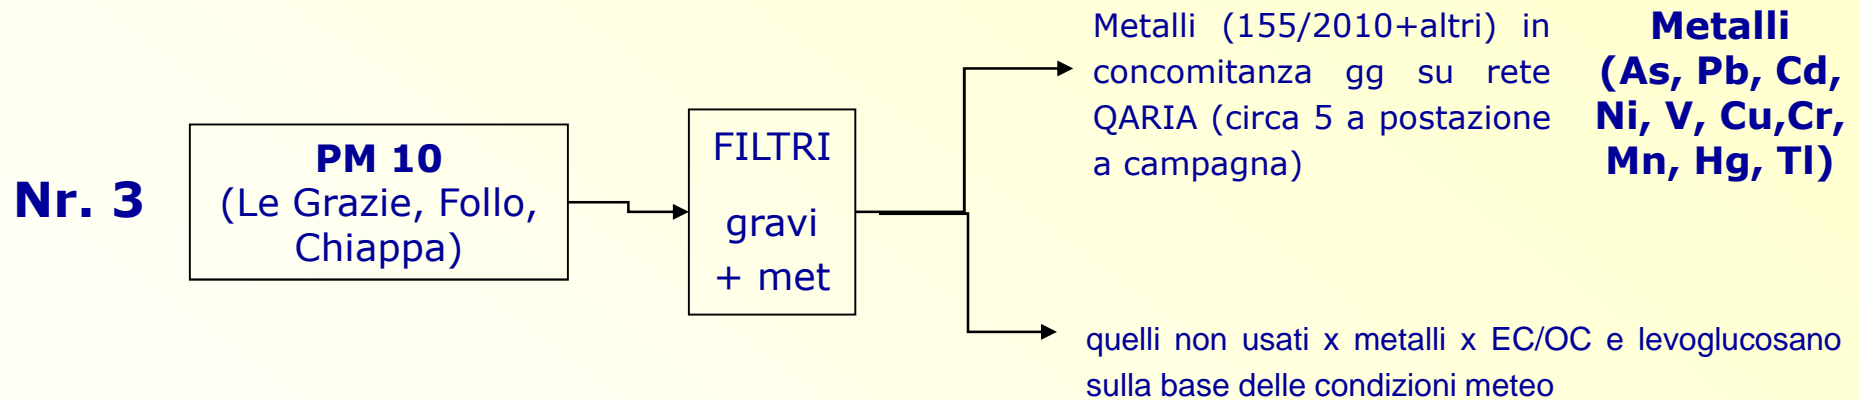 Nr. 3
PM 10
(Le Grazie, Follo,
Chiappa)
FILTRI
gravi
+ met
Metalli (155/2010+altri) in
concomitanza gg su rete
QARIA (circa 5 a postazione
a campagna)
Metalli
(As, Pb, Cd,
Ni, V, Cu,Cr,
Mn, Hg, Tl)
quelli non usati x metalli x EC/OC e levoglucosano
sulla base delle condizioni meteo